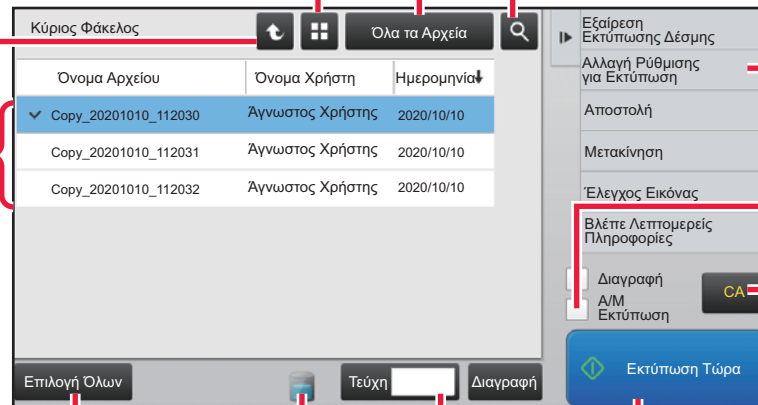 Κύριος Φάκελος
Όλα τα Αρχεία
Όνομα Αρχείου Όνομα Χρήστη Ημερομηνία
Copy_20201010_112030 Άγνωστος Χρήστης 2020/10/10
Copy_20201010_112031 Άγνωστος Χρήστης 2020/10/10
Copy_20201010_112032 Άγνωστος Χρήστης 2020/10/10
Επιλογή Όλων
Τεύχη
Διαγραφή
Εξαίρεση
Εκτύπωσης Δέσμης
Αλλαγή Ρύθμισης
για Εκτύπωση
Αποστολή
Μετακίνηση
Έλεγχος Εικόνας
Βλέπε Λεπτομερείς
Πληροφορίες
Διαγραφή
Α/Μ
Εκτύπωση
CA
Εκτύπωση Τώρα